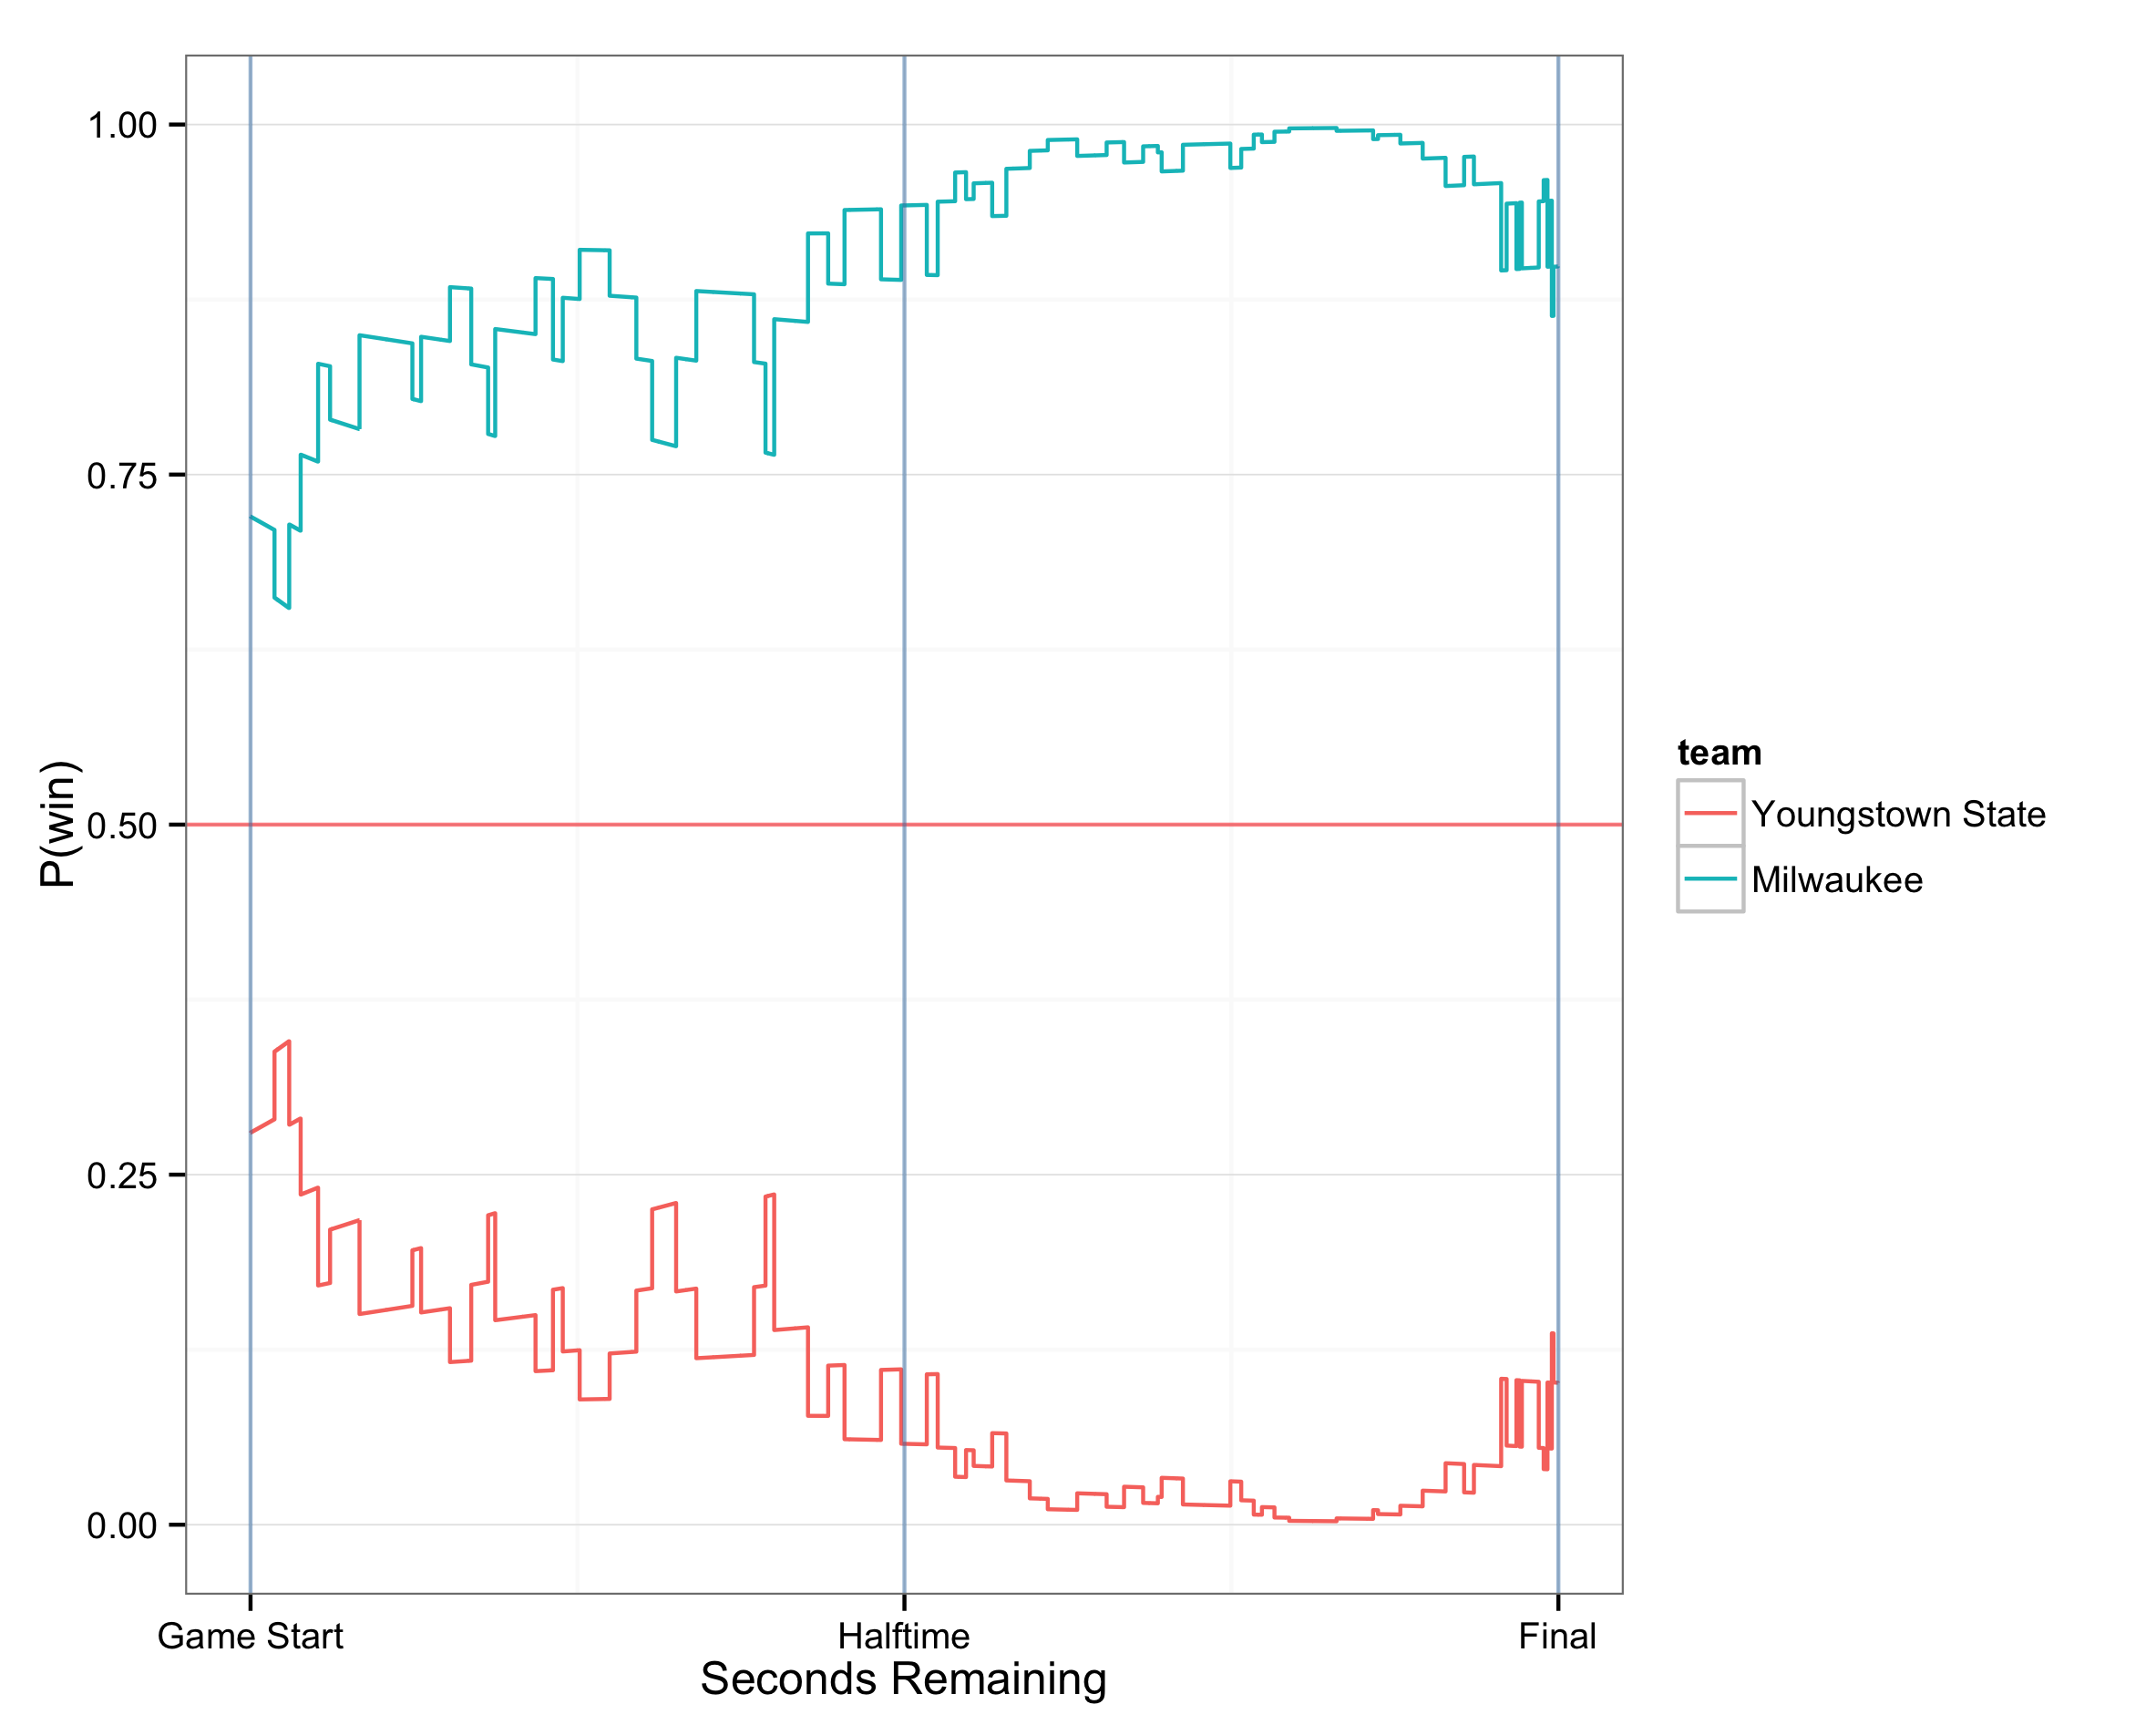 1.00
0.75
0.50
0.25
0.00
P(win)
Game Start
Halftime
Final
Seconds Remaining
team
Youngstown State
Milwaukee